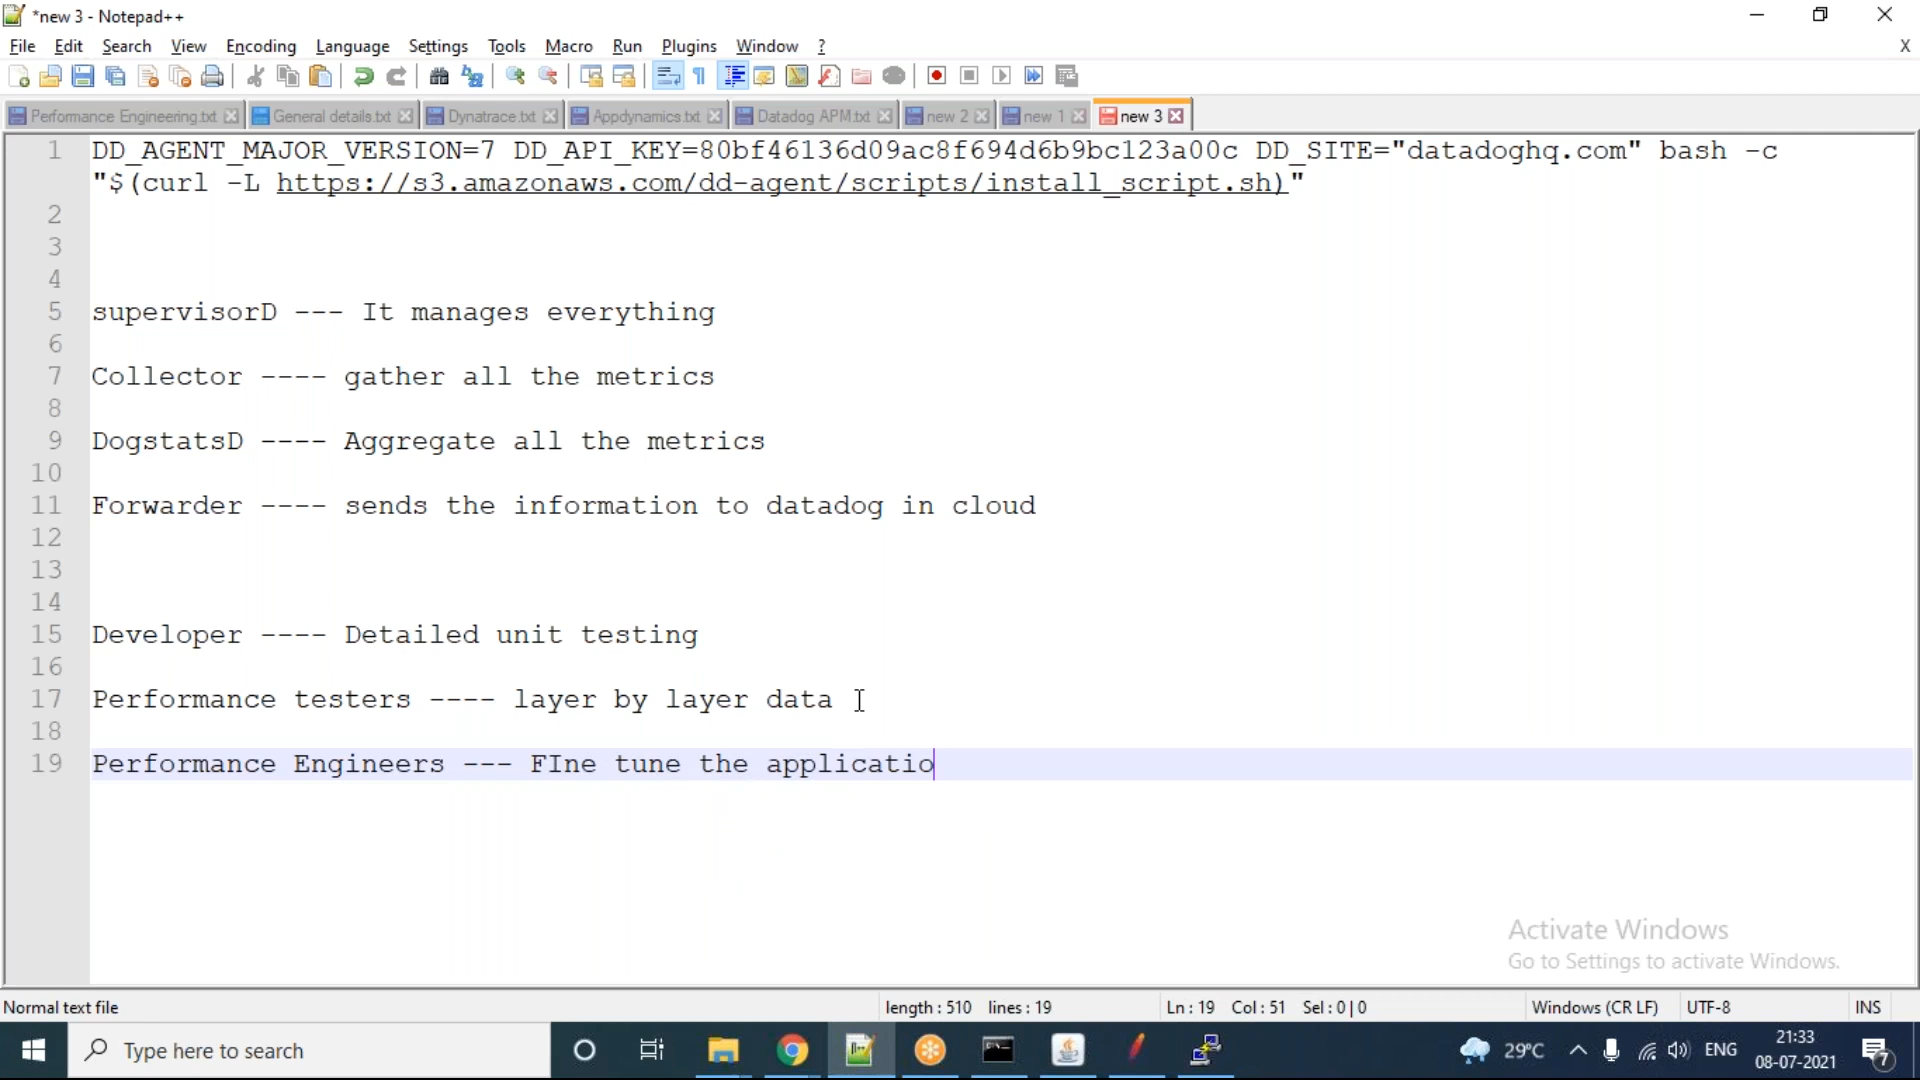 *new 3 - Notepad++
File Edit Search View Encoding Language Settings Tools Macro Run Plugins Window ? X
Performance Engineering.txt General details.txt Dynatrace.txt Appdynamics.txt Datadog APM.txt new 2 new 1 new 3
1 DD_AGENT_MAJOR_VERSION=7 DD_API_KEY=80bf46136d09ac8f694d6b9bc123a00c DD_SITE="datadoghq.com" bash -c
"$(curl -L https://s3.amazonaws.com/dd-agent/scripts/install_script.sh)"
2
3
4
5 supervisorD --- It manages everything
6
7 Collector ---- gather all the metrics
8
9 DogstatsD ---- Aggregate all the metrics
10
11 Forwarder ---- sends the information to datadog in cloud
12
13
14
15 Developer ---- Detailed unit testing
16
17 Performance testers ---- layer by layer data
18
19 Performance Engineers --- FIne tune the applicatio
Activate Windows
Go to Settings to activate Windows.
Normal text file length : 510 lines : 19 Ln : 19 Col : 51 Sel : 0 | 0 Windows (CR LF) UTF-8 INS
Type here to search 29°C ENG 21:33
08-07-2021 7